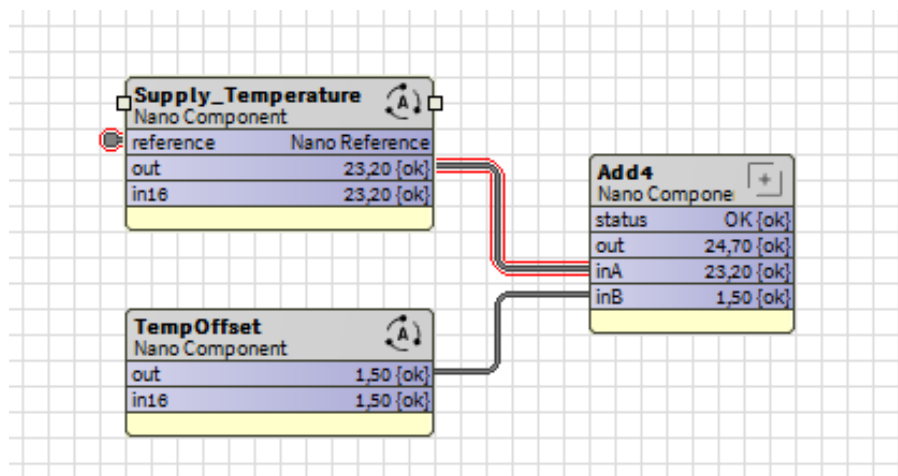 Supply_Temperature
Nano Component
A
reference Nano Reference
out 23,20 {ok}
in16 23,20 {ok}
Add4
Nano Compone
+
status OK {ok}
out 24,70 {ok}
inA 23,20 {ok}
inB 1,50 {ok}
TempOffset
Nano Component
A
out 1,50 {ok}
in16 1,50 {ok}